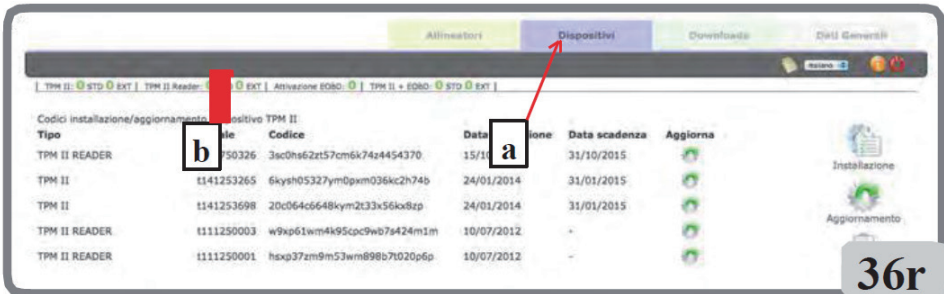 Allineatori Dispositivi Downloads Dati Generali
Italiano
| TPM II: 0 STD 0 EXT | TPM II Reader: 0 EXT | Attivazione EOBD: 0 | TPM II + EOBD: 0 STD 0 EXT |
Codici installazione/aggiornamento TPM II
Tipo Codice Data Data scadenza Aggiorna
TPM II READER 3sc0hs62zt57cm6k74z4454370 31/10/2015
TPM II t141253265 6kysh05327ym0pxm036kc2h74b 24/01/2014 31/01/2015
TPM II t141253698 20c064c6648kym2t33x56kx8zp 24/01/2014 31/01/2015
TPM II READER t111250003 w9xp61wm4k95cpc9wb7s424m1m 10/07/2012 -
TPM II READER t111250001 hsxp37zm9m53wm898b7t020p6p 10/07/2012 -
Installazione
Aggiornamento
b
a
36r